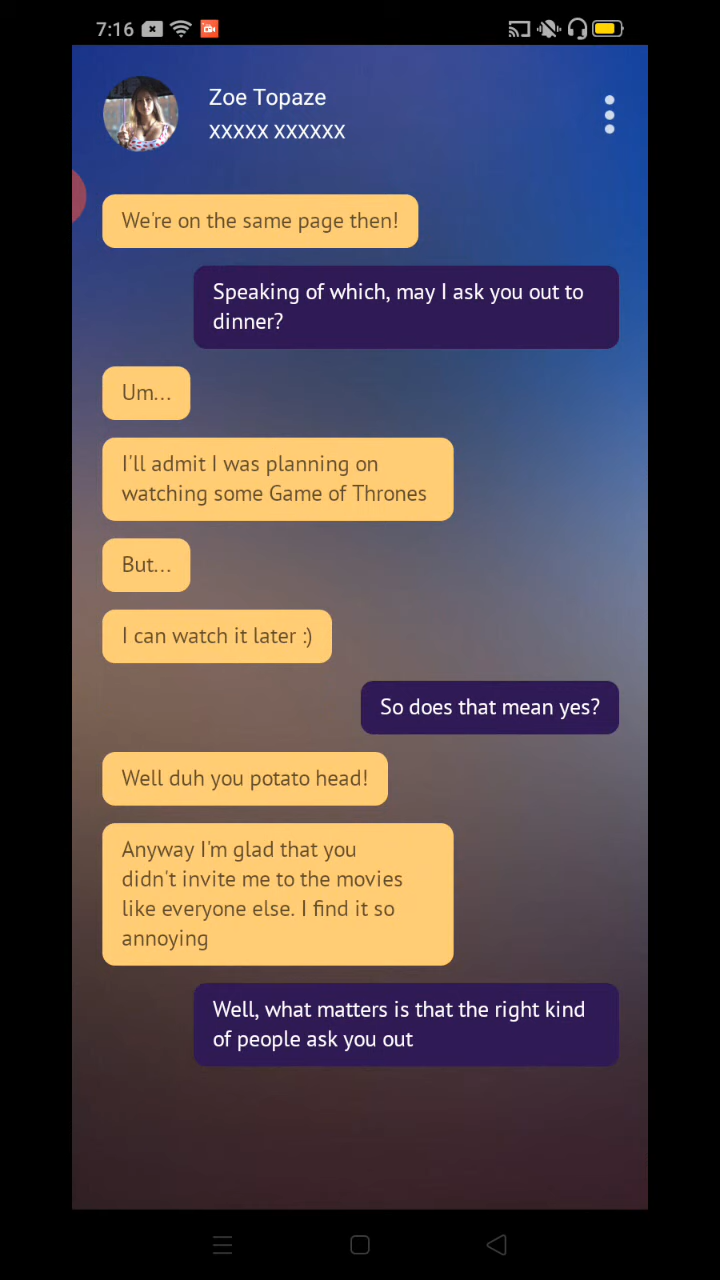 7:16
Zoe Topaze
XXXXX XXXXXX
We're on the same page then!
Speaking of which, may I ask you out to
dinner?
Um...
I'll admit I was planning on
watching some Game of Thrones
But...
I can watch it later :)
So does that mean yes?
Well duh you potato head!
Anyway I'm glad that you
didn't invite me to the movies
like everyone else. I find it so
annoying
Well, what matters is that the right kind
of people ask you out